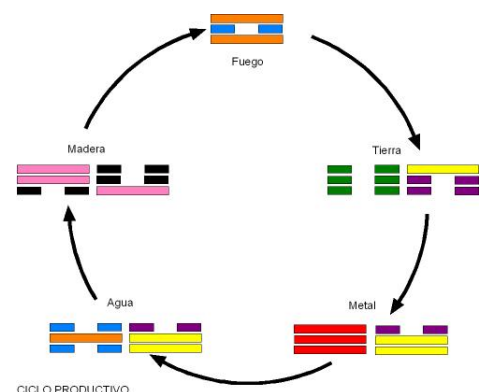 Fuego
Madera
Tierra
Agua
Metal
CICLO PRODUCTIVO